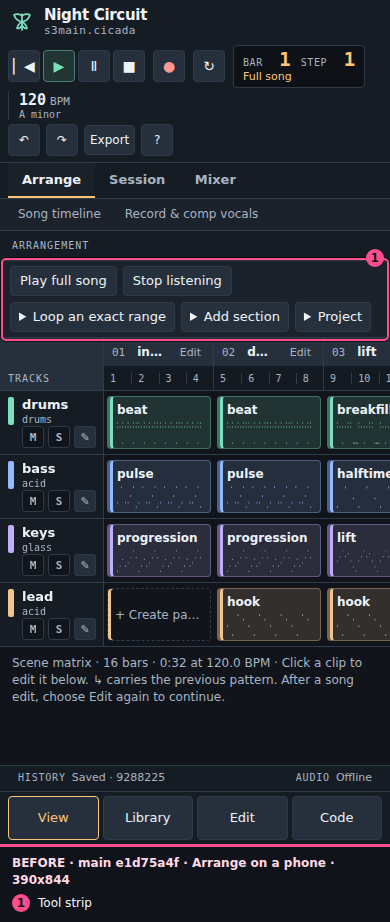 Night Circuit
s3main.cicada
BAR 1 STEP 1
Full song
120 BPM
A minor
Export ?
Arrange Session Mixer
Song timeline Record & comp vocals
ARRANGEMENT
1
Play full song Stop listening
Loop an exact range Add section Project
01 in… Edit 02 d… Edit 03 lift
TRACKS 1 2 3 4 5 6 7 8 9 10
drums
drums
M S
beat beat breakfill
bass
acid
M S
pulse pulse halftime
keys
glass
M S
progression progression lift
lead
acid
M S
+ Create pa… hook hook
Scene matrix · 16 bars · 0:32 at 120.0 BPM · Click a clip to
edit it below. ↳ carries the previous pattern. After a song
edit, choose Edit again to continue.
HISTORY Saved · 9288225 AUDIO Offline
View Library Edit Code
BEFORE · main e1d75a4f · Arrange on a phone ·
390x844
1 Tool strip